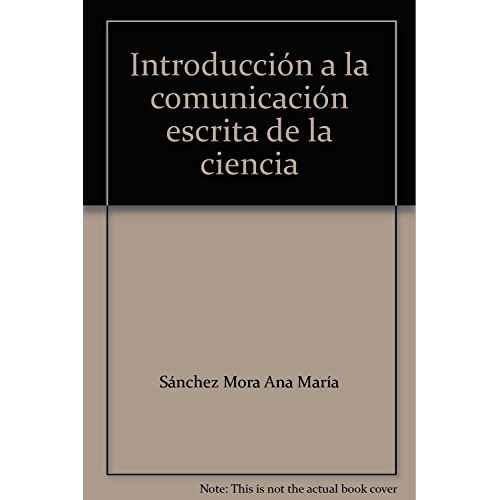 Introducción a la
comunicación
escrita de la
ciencia
Sánchez Mora Ana María
Note: This is not the actual book cover